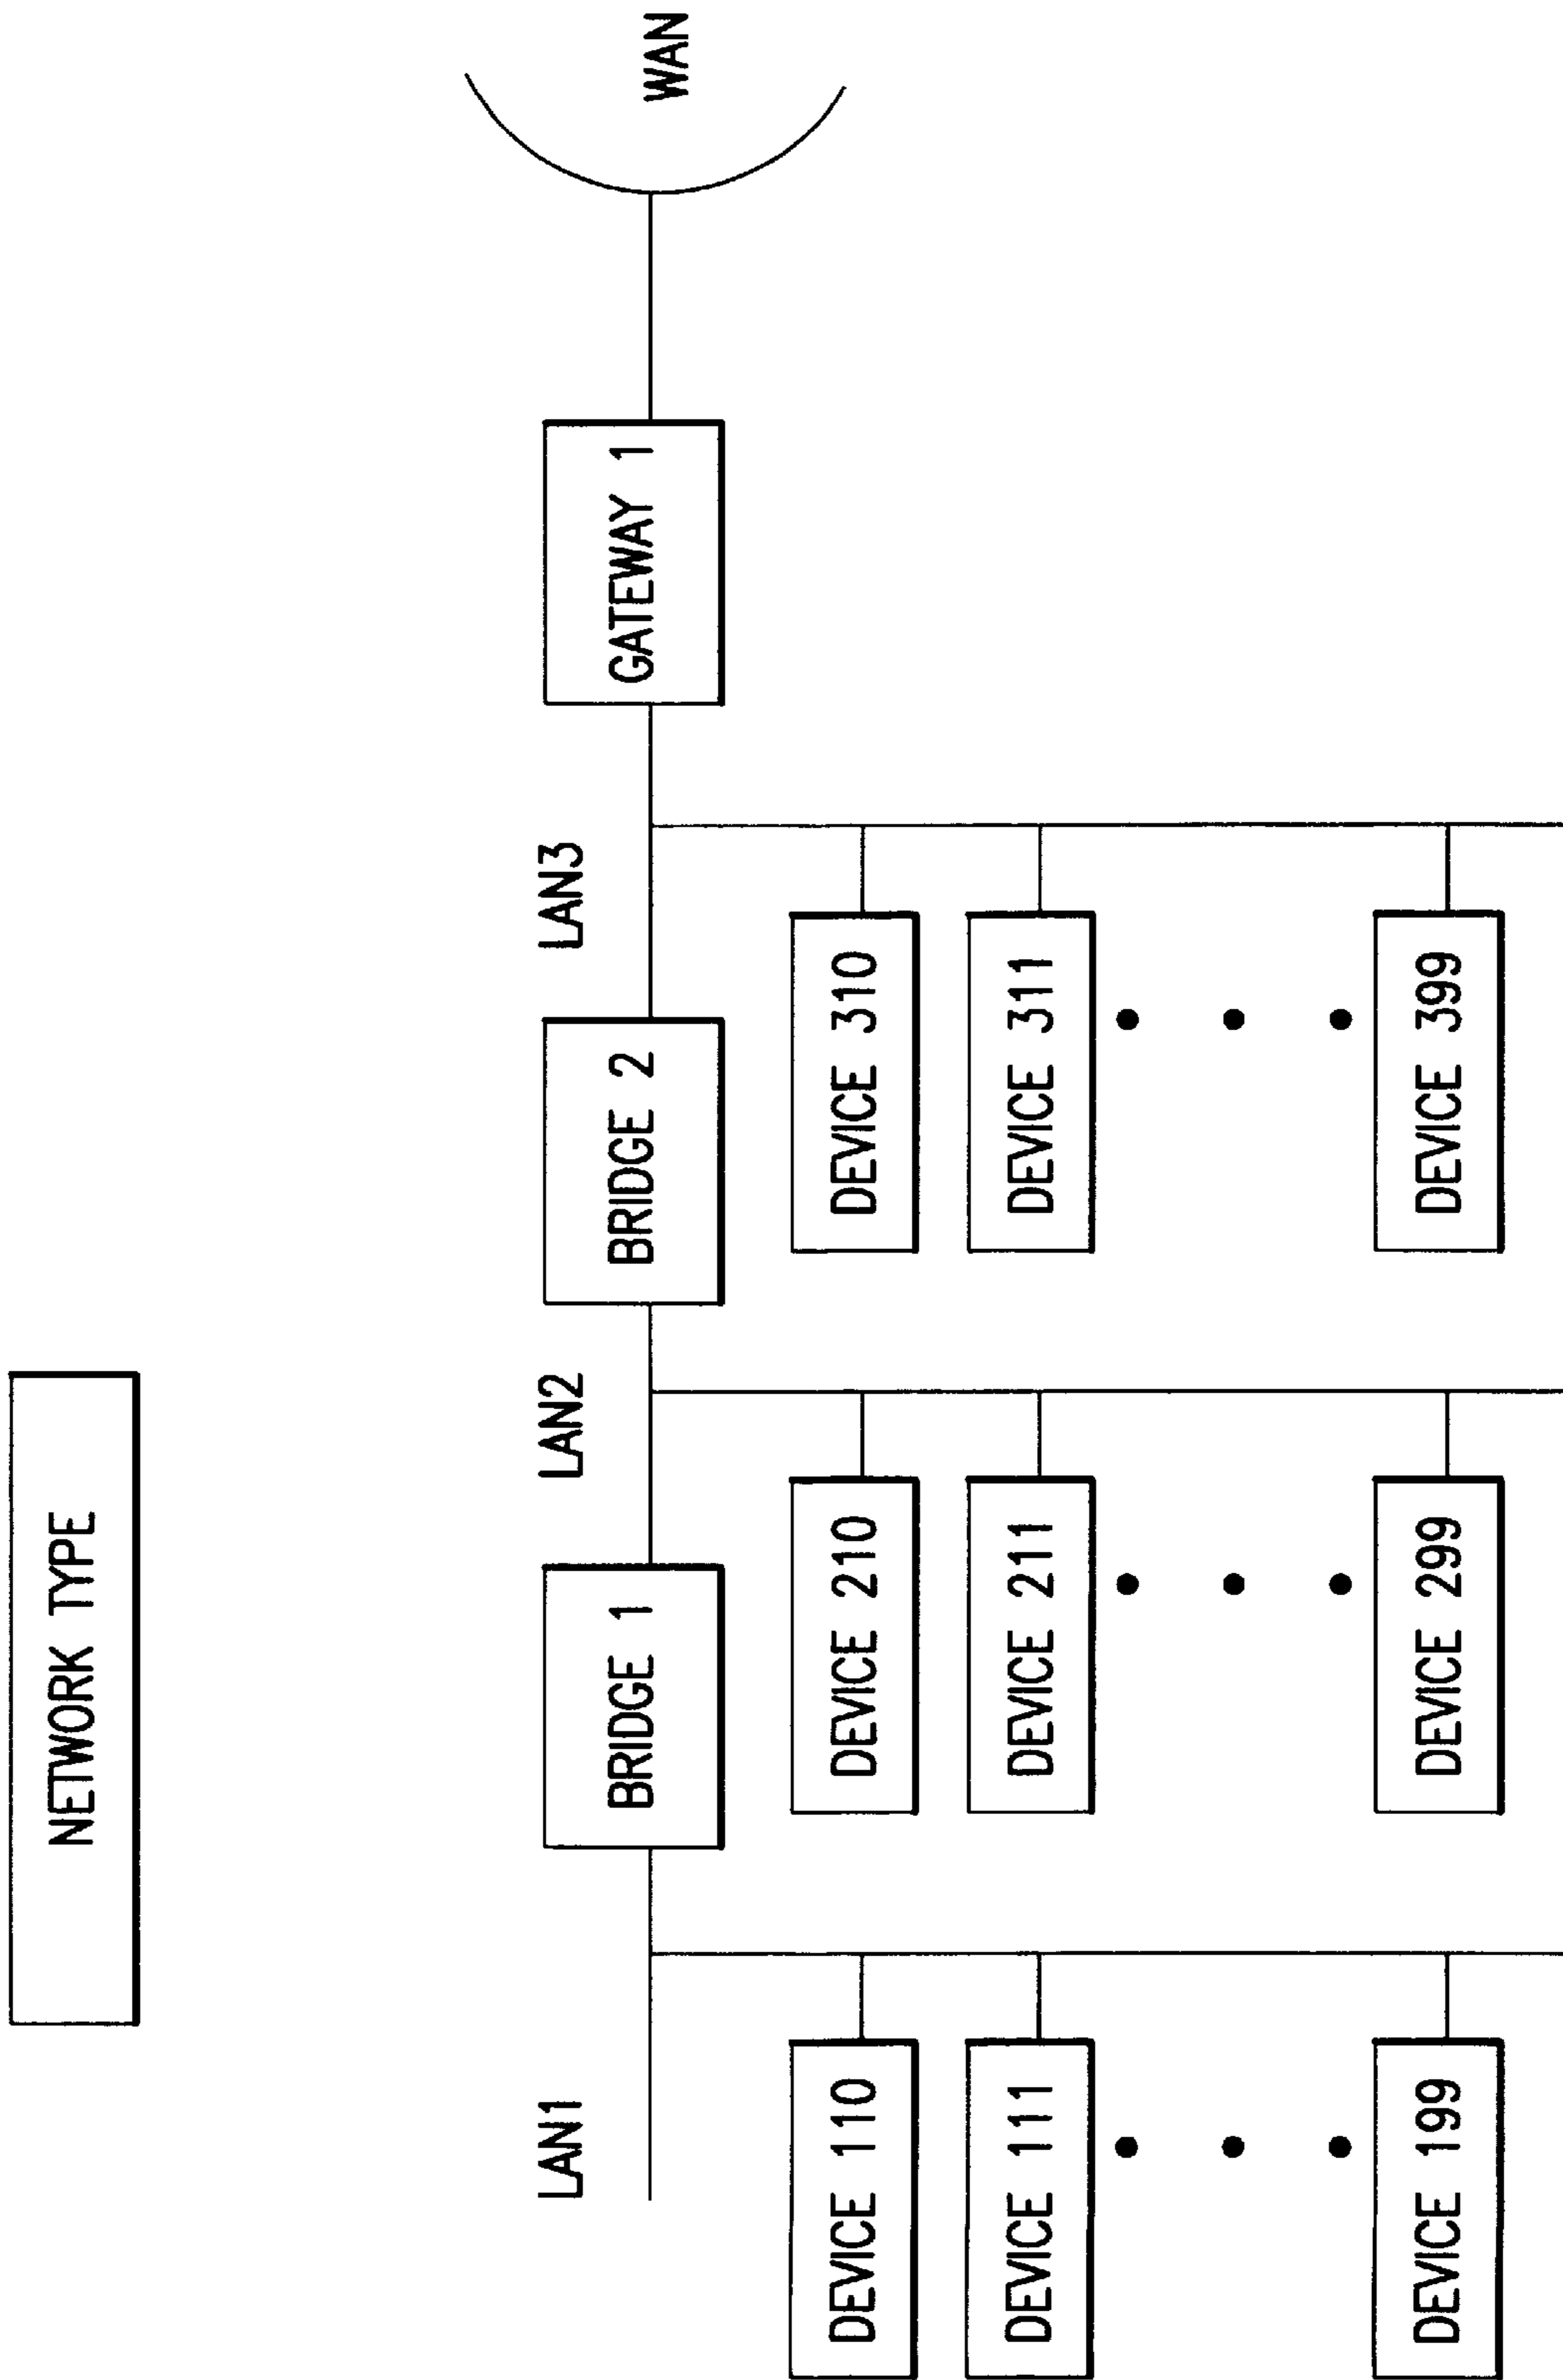 NETWORK TYPE
LAN1
LAN2
LAN3
BRIDGE 1
BRIDGE 2
GATEWAY 1
WAN
DEVICE 110
DEVICE 210
DEVICE 310
DEVICE 111
DEVICE 211
DEVICE 311
DEVICE 199
DEVICE 299
DEVICE 399